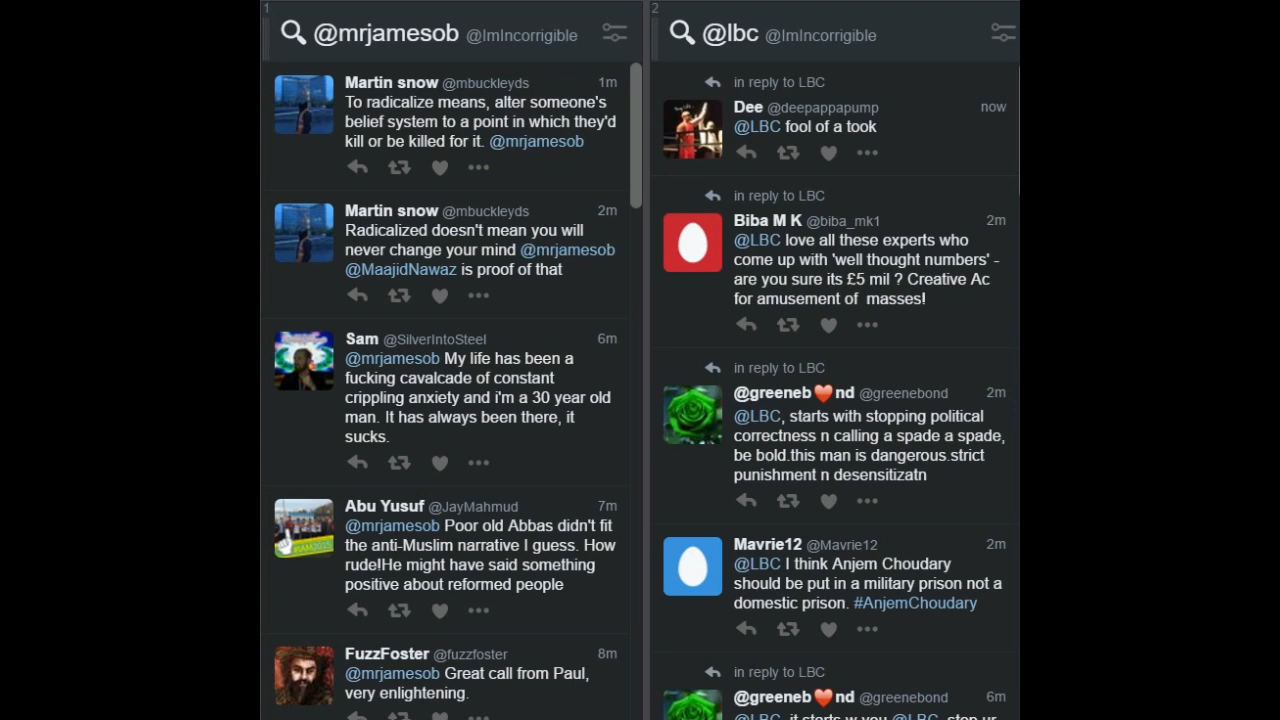 1
@mrjamesob @ImIncorrigible
Martin snow @mbuckleyds 1m
To radicalize means, alter someone's
belief system to a point in which they'd
kill or be killed for it. @mrjamesob
Martin snow @mbuckleyds 2m
Radicalized doesn't mean you will
never change your mind @mrjamesob
@MaajidNawaz is proof of that
Sam @SilverIntoSteel 6m
@mrjamesob My life has been a
fucking cavalcade of constant
crippling anxiety and i'm a 30 year old
man. It has always been there, it
sucks.
Abu Yusuf @JayMahmud 7m
@mrjamesob Poor old Abbas didn't fit
the anti-Muslim narrative I guess. How
rude!He might have said something
positive about reformed people
FuzzFoster @fuzzfoster 8m
@mrjamesob Great call from Paul,
very enlightening.
2
@lbc @ImIncorrigible
in reply to LBC
Dee @deepappapump now
@LBC fool of a took
in reply to LBC
Biba M K @biba_mk1 2m
@LBC love all these experts who
come up with 'well thought numbers' -
are you sure its £5 mil ? Creative Ac
for amusement of masses!
in reply to LBC
@greeneb❤️nd @greenebond 2m
@LBC, starts with stopping political
correctness n calling a spade a spade,
be bold.this man is dangerous.strict
punishment n desensitizatn
Mavrie12 @Mavrie12 2m
@LBC I think Anjem Choudary
should be put in a military prison not a
domestic prison. #AnjemChoudary
in reply to LBC
@greeneb❤️nd @greenebond 6m
@LBC, it starts w you @LBC, stop ur